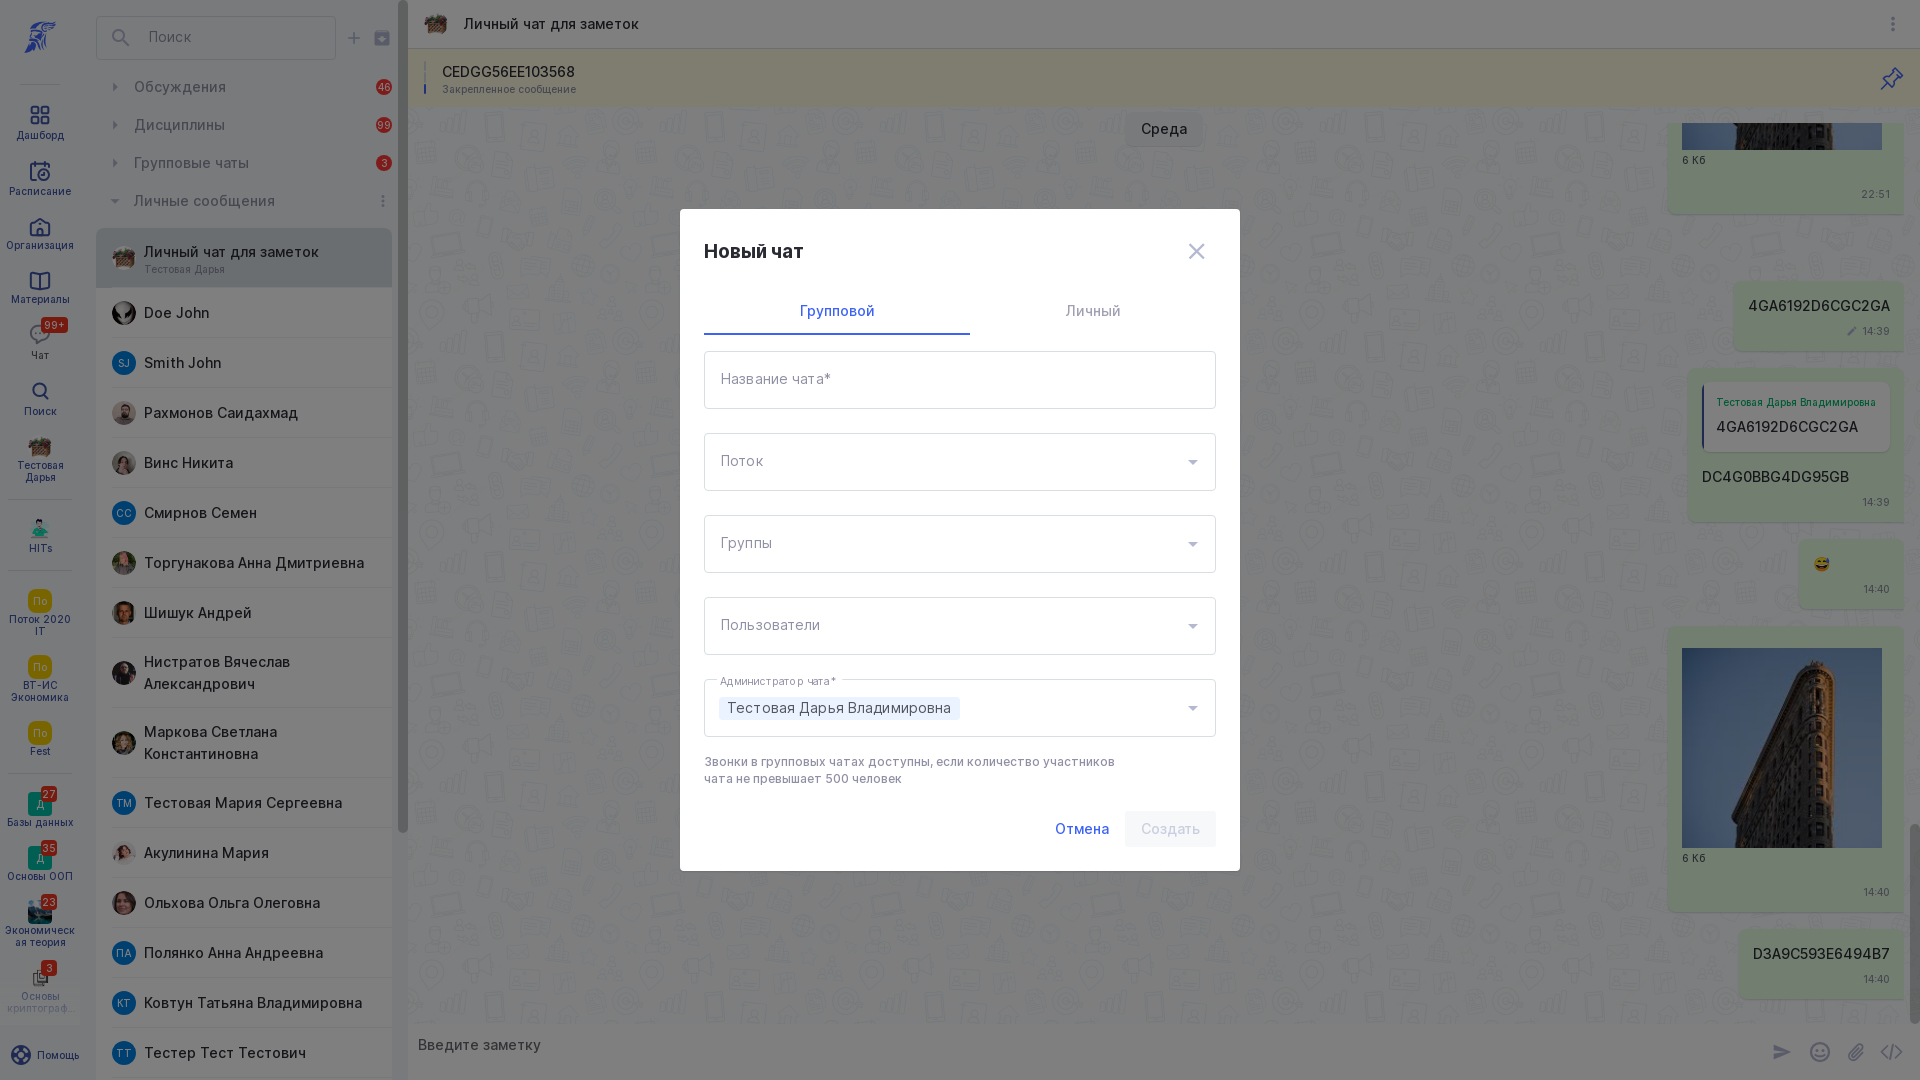 Дашборд
Расписание
Организация
Материалы
99+
Чат
Поиск
Тестовая
Дарья
HITs
По
Поток 2020
IT
По
ВТ-ИС
Экономика
По
Fest
27
Д
Базы данных
35
Д
Основы ООП
23
Экономическ
ая теория
3
Основы
криптограф...
Помощь
Поиск
Обсуждения
46
Дисциплины
99
Групповые чаты
3
Личные сообщения
Личный чат для заметок
Тестовая Дарья
Doe John
SJ
Smith John
Рахмонов Саидахмад
Винс Никита
СС
Смирнов Семен
Торгунакова Анна Дмитриевна
Шишук Андрей
Нистратов Вячеслав
Александрович
Маркова Светлана
Константиновна
ТМ
Тестовая Мария Сергеевна
Акулинина Мария
Ольхова Ольга Олеговна
ПА
Полянко Анна Андреевна
КТ
Ковтун Татьяна Владимировна
ТТ
Тестер Тест Тестович
Личный чат для заметок
CEDGG56EE103568
Закрепленное сообщение
Среда
6 Кб
22:51
4GA6192D6CGC2GA
14:39
Тестовая Дарья Владимировна
4GA6192D6CGC2GA
DC4G0BBG4DG95GB
14:39
14:40
6 Кб
14:40
D3A9C593E6494B7
14:40
Введите заметку
Новый чат
Групповой
Личный
Название чата*
Поток
Группы
Пользователи
Администратор чата*
Тестовая Дарья Владимировна
Звонки в групповых чатах доступны, если количество участников
чата не превышает 500 человек
Отмена
Создать